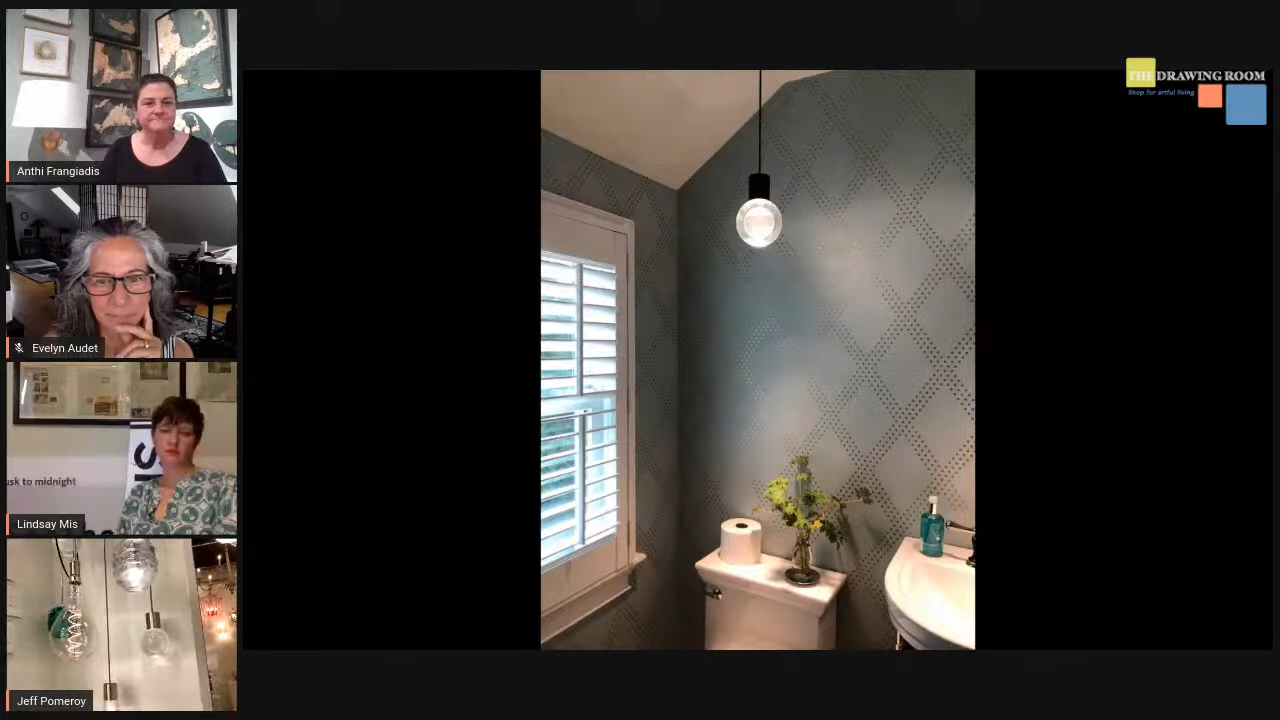 Anthi Frangiadis
Evelyn Audet
usk to midnight
Lindsay Mis
Jeff Pomeroy
THE DRAWING ROOM
Shop for artful living